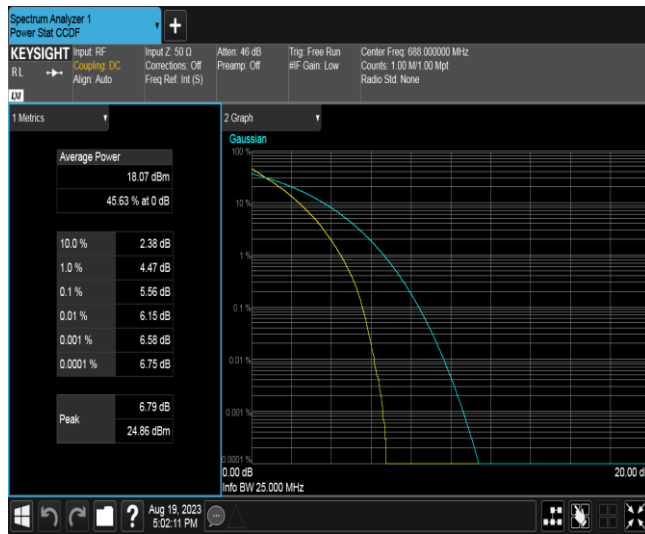 Spectrum Analyzer 1
Power Stat CCDF
+
KEYSIGHT
RL
LXI
Input: RF
Coupling: DC
Align: Auto
Input Z: 50 Ω
Corrections: Off
Freq Ref: Int (S)
Atten: 46 dB
Preamp: Off
Trig: Free Run
#IF Gain: Low
Center Freq: 688.000000 MHz
Counts: 1.00 M/1.00 Mpt
Radio Std: None
1 Metrics
Average Power
18.07 dBm
45.63 % at 0 dB
10.0 % 2.38 dB
1.0 % 4.47 dB
0.1 % 5.56 dB
0.01 % 6.15 dB
0.001 % 6.58 dB
0.0001 % 6.75 dB
Peak
6.79 dB
24.86 dBm
2 Graph
Gaussian
100 %
10 %
1 %
0.1 %
0.01 %
0.001 %
0.0001 %
0.00 dB
20.00 d
Info BW 25.000 MHz
?
Aug 19, 2023
5:02:11 PM